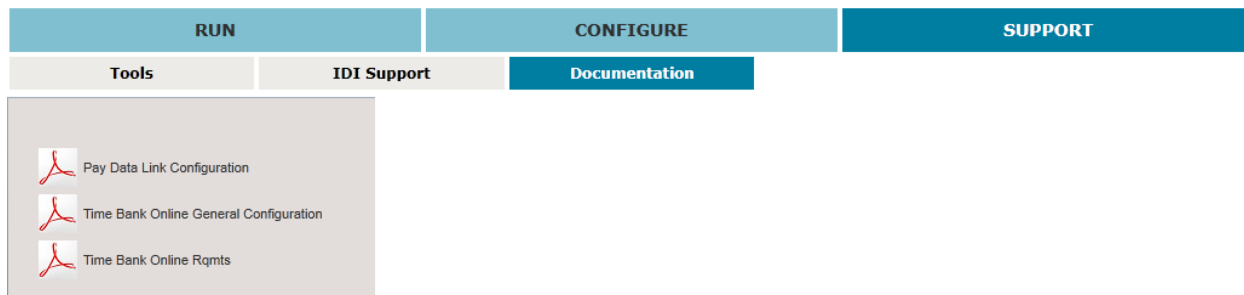 RUN
CONFIGURE
SUPPORT
Tools
IDI Support
Documentation
Pay Data Link Configuration
Time Bank Online General Configuration
Time Bank Online Rqmts